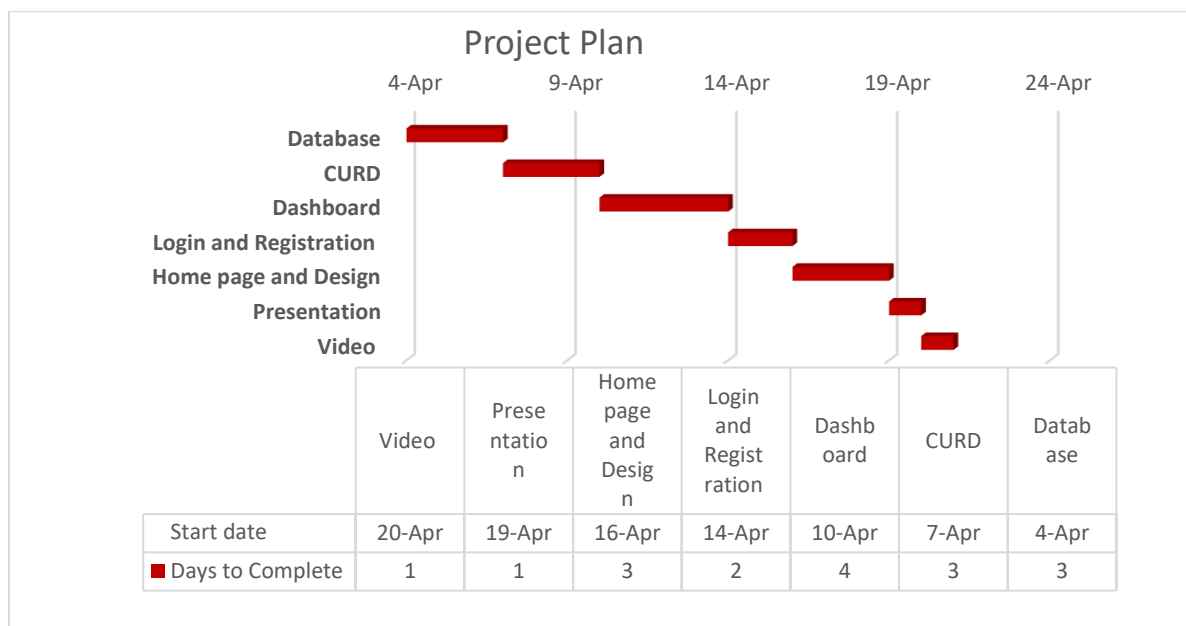 Project Plan
4-Apr 9-Apr 14-Apr 19-Apr 24-Apr
Database
CURD
Dashboard
Login and Registration
Home page and Design
Presentation
Video
Video
Prese
ntatio
n
Home
page
and
Desig
n
Login
and
Regist
ration
Dashb
oard
CURD
Datab
ase
Start date 20-Apr 19-Apr 16-Apr 14-Apr 10-Apr 7-Apr 4-Apr
Days to Complete 1 1 3 2 4 3 3